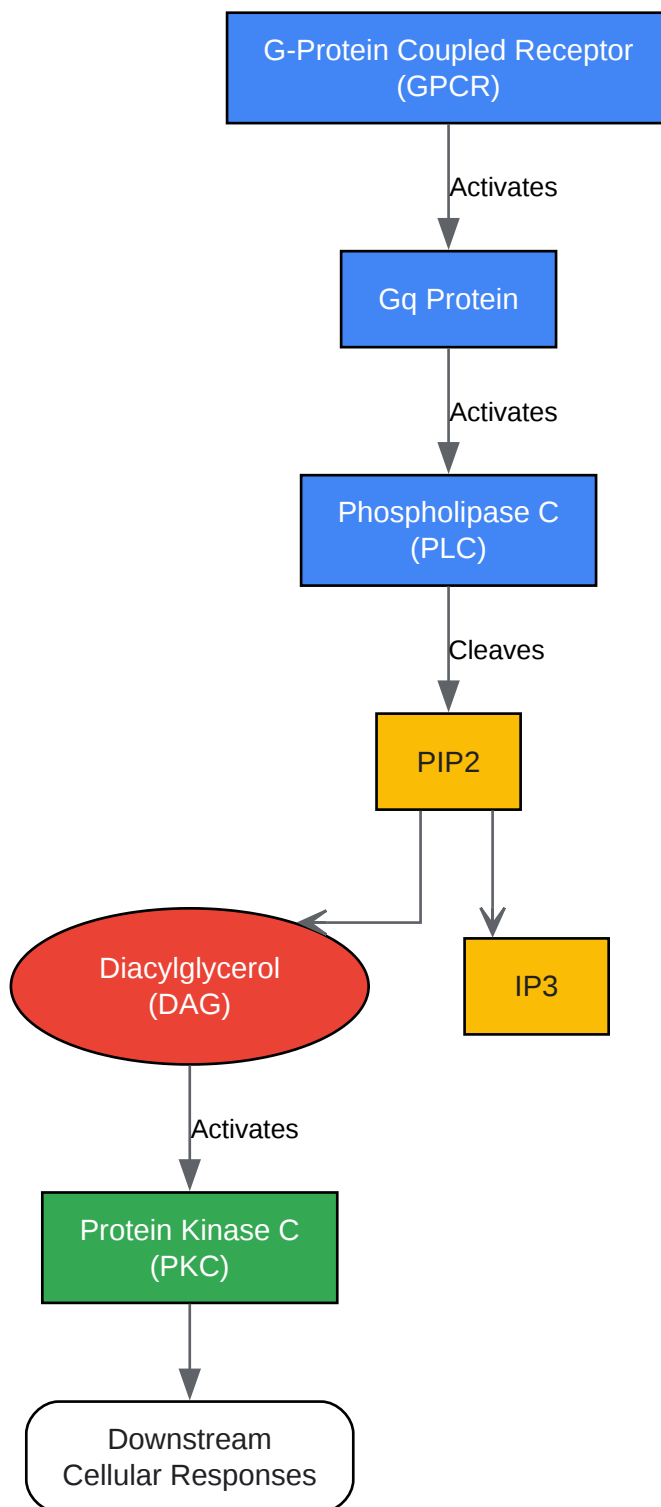 G-Protein Coupled Receptor
(GPCR)
Activates
Gq Protein
Activates
Phospholipase C
(PLC)
Cleaves
PIP2
Diacylglycerol
(DAG)
IP3
Activates
Protein Kinase C
(PKC)
Downstream
Cellular Responses